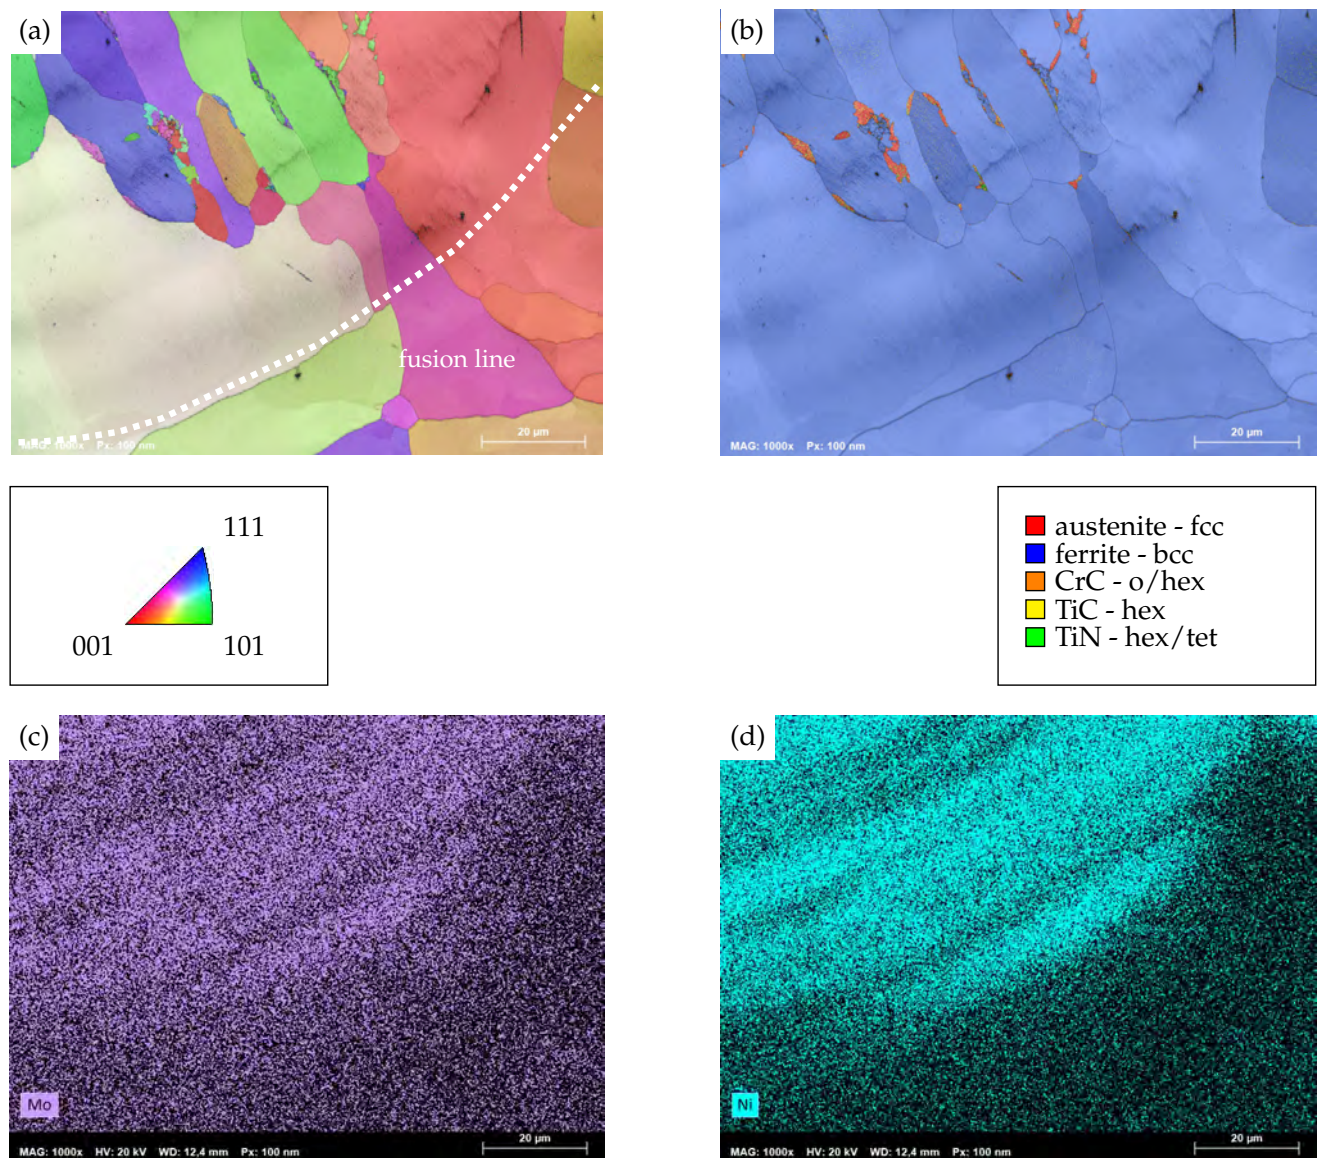 (a)
(b)
fusion line
MAG: 1000x Px: 100 nm
20 µm
MAG: 1000x Px: 100 nm
20 µm
111
001
101
austenite - fcc
ferrite - bcc
CrC - o/hex
TiC - hex
TiN - hex/tet
(c)
(d)
Mo
Ni
MAG: 1000x HV: 20 kV WD: 12,4 mm Px: 100 nm
20 µm
MAG: 1000x HV: 20 kV WD: 12,4 mm Px: 100 nm
20 µm